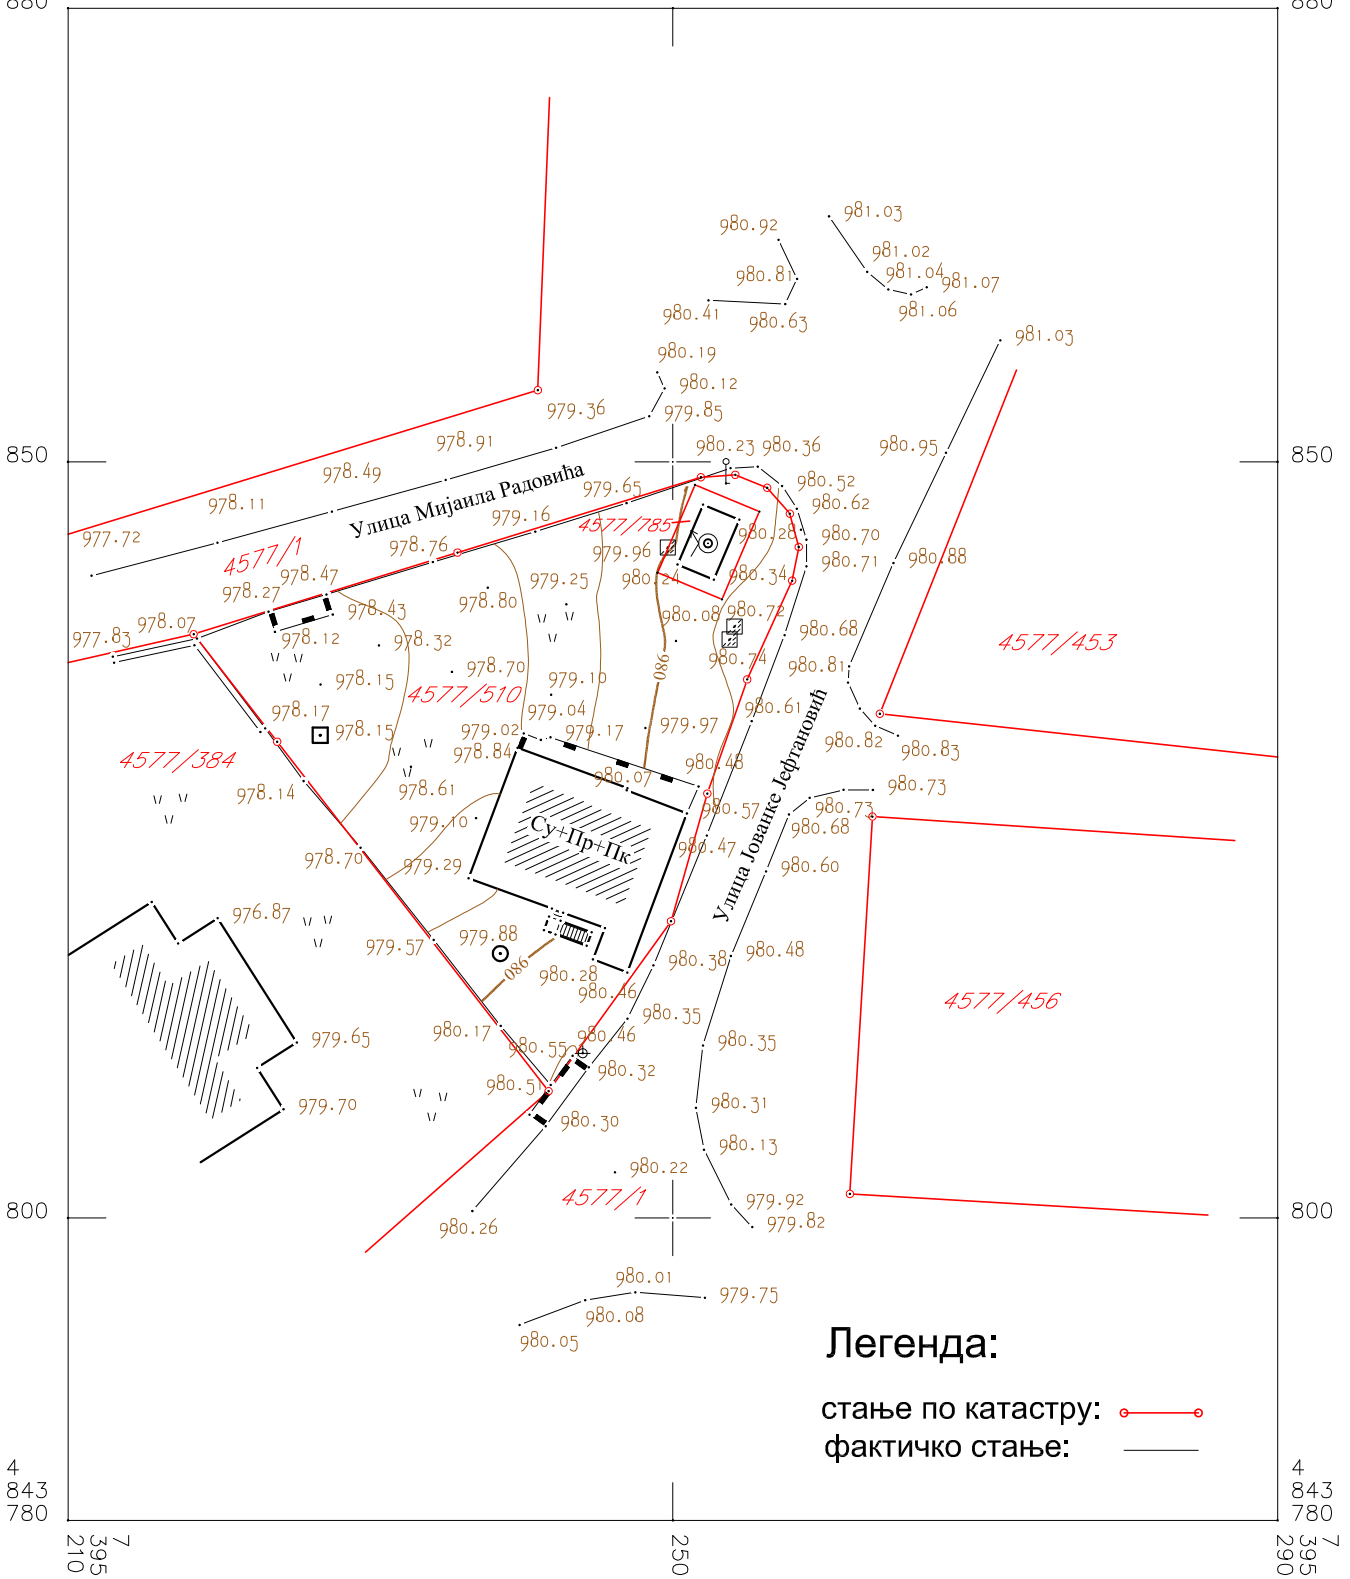 880 880
981.03
980.92
981.02
980.81 981.04 981.07
981.06
980.41 980.63
981.03
980.19
980.12
979.36 979.85
978.91 980.23 980.36 980.95
850
978.49 980.52
Улица Мијаила Радовића
979.65
978.11 980.62
979.16 4577/785 980.28 980.70
977.72
978.76 979.96 980.71 980.88
4577/1
978.47 979.25 980.24 980.34
978.27 978.43 978.80 980.08 980.72
977.83 978.07 978.12 978.32 980.68
980.74 4577/453
978.70 980.81
978.15 979.10
4577/510
980
978.17 979.04 980.61
978.15 979.02 979.17 979.97
978.84 980.82 980.83
4577/384
980.07 980.48
978.14 978.61 980.73
979.10 980.57 980.73
980.68
Су+Пр+Пк
980.47
Улица Јованке Јефтановић
978.70 979.29 980.60
976.87
979.57 979.88 980.48
980.38
980
980.28
980.46
4577/456
980.35
980.17 980.46
979.65 980.55 980.35
980.32
980.51
979.70 980.31
980.30
980.13
980.22
4577/1
979.92
980.26 979.82
800 800
980.01
979.75
980.08
980.05
Легенда:
стање по катастру:
фактичко стање:
4 4
843 843
780 780
7 7
395 395
210 250 290